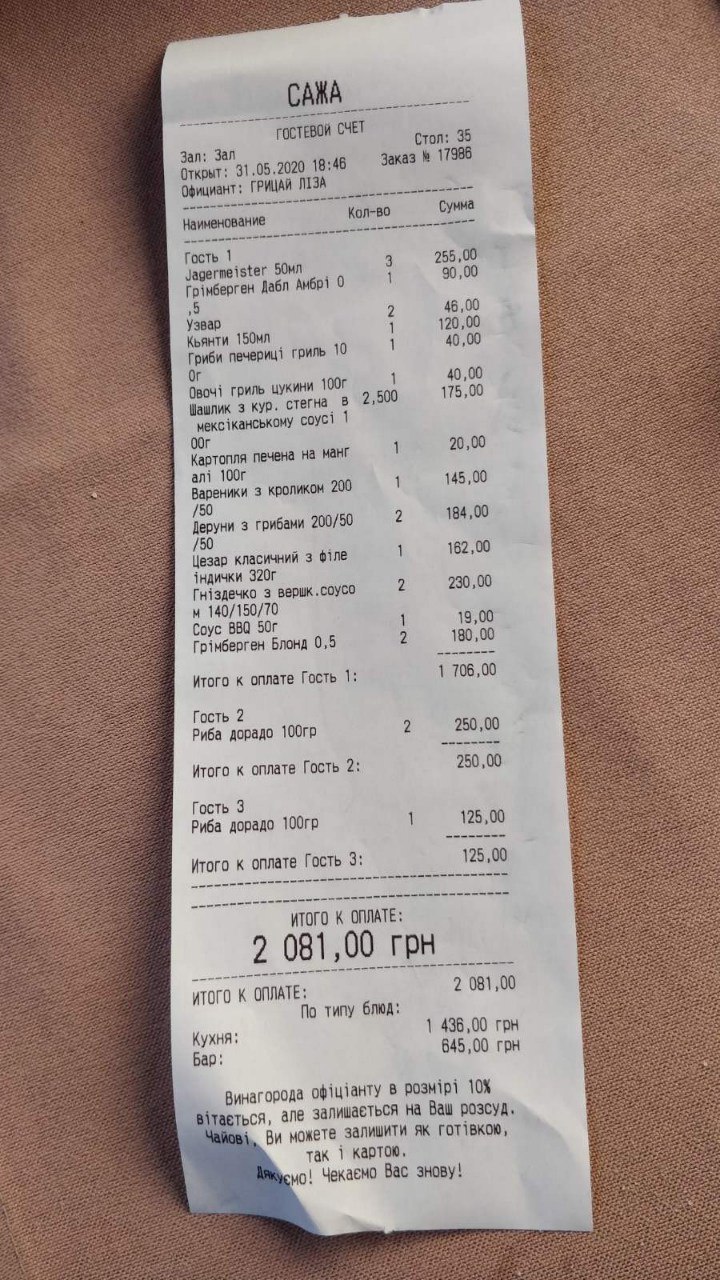 САЖА
ГОСТЕВОЙ СЧЕТ
Зал: Зал Стол: 35
Открыт: 31.05.2020 18:46 Заказ № 17986
Официант: ГРИЦАЙ ЛІЗА
Наименование Кол-во Сумма
Гость 1
Jagermeister 50мл 3 255,00
Грімберген Дабл Амбрі 0 1 90,00
,5
Узвар 2 46,00
Кьянти 150мл 1 120,00
Гриби печериці гриль 10 1 40,00
0г
Овочі гриль цукини 100г 1 40,00
Шашлик з кур. стегна в 2,500 175,00
мексіканському соусі 1
00г
Картопля печена на манг 1 20,00
алі 100г
Вареники з кроликом 200 1 145,00
/50
Деруни з грибами 200/50 2 184,00
/50
Цезар класичний з філе 1 162,00
індички 320г
Гніздечко з вершк.соусо 2 230,00
м 140/150/70
Соус BBQ 50г 1 19,00
Грімберген Блонд 0,5 2 180,00
Итого к оплате Гость 1: 1 706,00
Гость 2
Риба дорадо 100гр 2 250,00
Итого к оплате Гость 2: 250,00
Гость 3
Риба дорадо 100гр 1 125,00
Итого к оплате Гость 3: 125,00
ИТОГО К ОПЛАТЕ:
2 081,00 грн
ИТОГО К ОПЛАТЕ: 2 081,00
По типу блюд:
Кухня: 1 436,00 грн
Бар: 645,00 грн
Винагорода офіціанту в розмірі 10%
вітається, але залишається на Ваш розсуд.
Чайові, Ви можете залишити як готівкою,
так і картою.
Дякуємо! Чекаємо Вас знову!